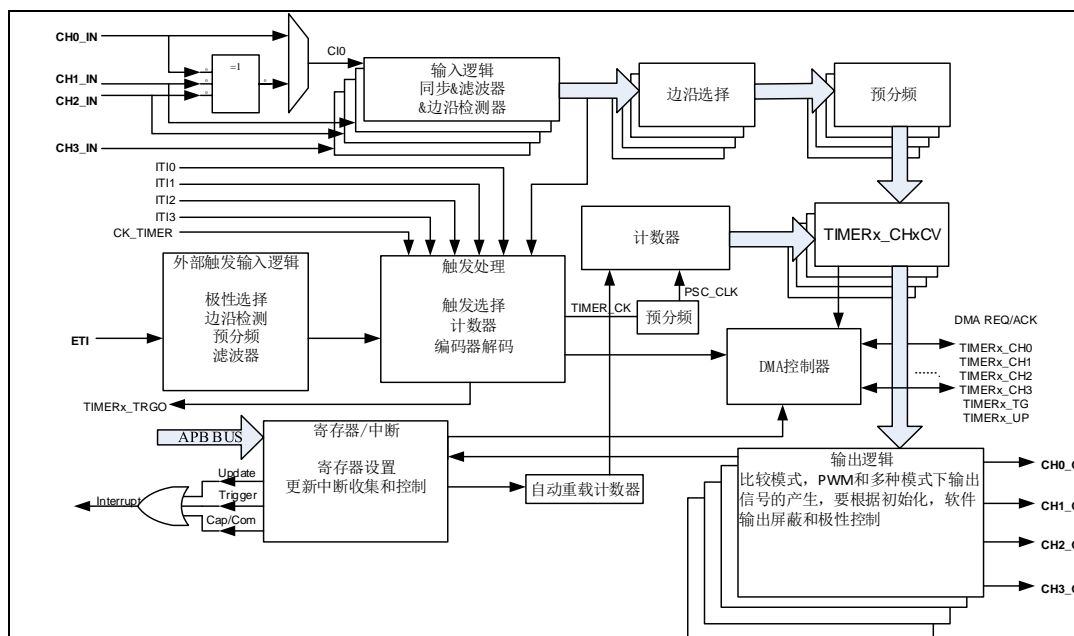 CH0_IN
CH1_IN
CH2_IN
CH3_IN
=1
CI0
输入逻辑
同步&滤波器
&边沿检测器
边沿选择
预分频
ITI0
ITI1
ITI2
ITI3
CK_TIMER
计数器
TIMERx_CHxCV
外部触发输入逻辑
极性选择
边沿检测
预分频
滤波器
ETI
触发处理
触发选择
计数器
编码器解码
TIMER_CK
PSC_CLK
预分频
DMA控制器
DMA REQ/ACK
TIMERx_CH0
TIMERx_CH1
TIMERx_CH2
TIMERx_CH3
TIMERx_TG
TIMERx_UP
.......
TIMERx_TRGO
APB BUS
寄存器/中断
寄存器设置
更新中断收集和控制
Update
Trigger
Cap/Com
Interrupt
自动重载计数器
输出逻辑
比较模式，PWM和多种模式下输出
信号的产生，要根据初始化，软件
输出屏蔽和极性控制
CH0_
CH1_
CH2_
CH3_